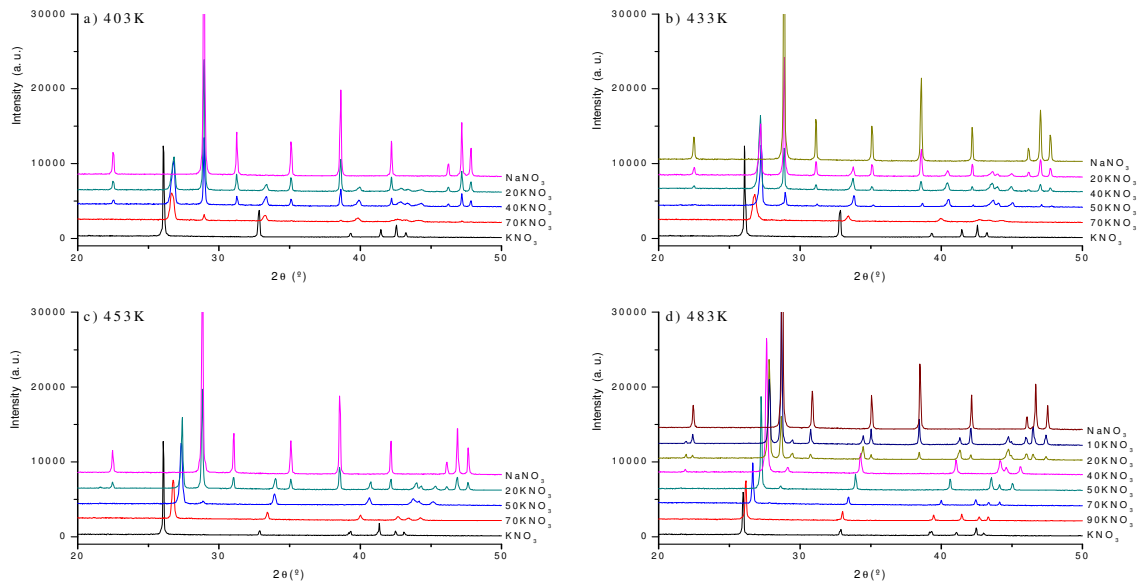 a) 403K
30000
20000
10000
0
Intensity (a. u.)
NaNO₃
20KNO₃
40KNO₃
70KNO₃
KNO₃
20 30 40 50
2θ (º)
b) 433K
30000
20000
10000
0
Intensity (a. u.)
NaNO₃
20KNO₃
40KNO₃
50KNO₃
70KNO₃
KNO₃
20 30 40 50
2θ (º)
c) 453K
30000
20000
10000
0
Intensity (a. u.)
NaNO₃
20KNO₃
50KNO₃
70KNO₃
KNO₃
20 30 40 50
2θ(º)
d) 483K
30000
20000
10000
0
Intensity (a. u.)
NaNO₃
10KNO₃
20KNO₃
40KNO₃
50KNO₃
70KNO₃
90KNO₃
KNO₃
20 30 40 50
2θ(º)